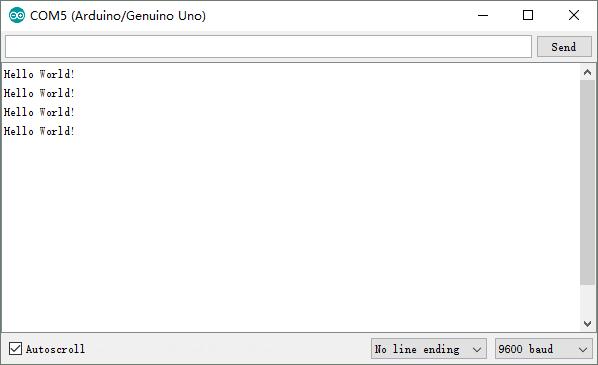 COM5 (Arduino/Genuino Uno)
Send
Hello World!
Hello World!
Hello World!
Hello World!
Autoscroll
No line ending
9600 baud